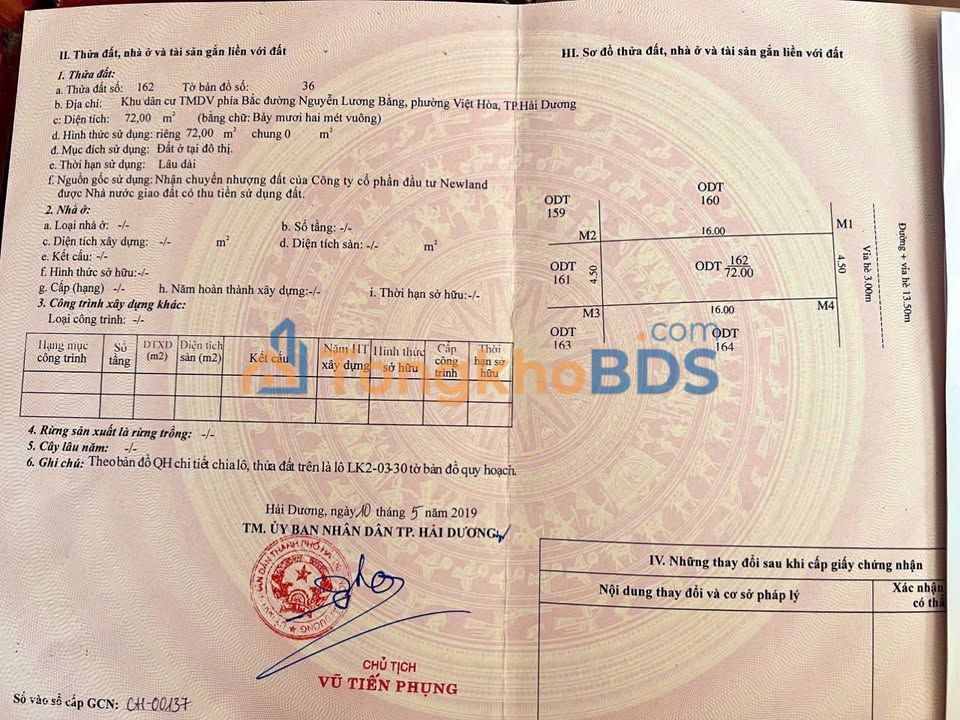 II. Thửa đất, nhà ở và tài sản gắn liền với đất
1. Thửa đất:
a. Thửa đất số: 162 Tờ bản đồ số: 36
b. Địa chỉ: Khu dân cư TMDV phía Bắc đường Nguyễn Lương Bằng, phường Việt Hòa, TP.Hải Dương
c: Diện tích: 72,00 m² (bằng chữ: Bảy mươi hai mét vuông)
d. Hình thức sử dụng: riêng 72,00 m² chung 0 m²
đ. Mục đích sử dụng: Đất ở tại đô thị.
e. Thời hạn sử dụng: Lâu dài
f. Nguồn gốc sử dụng: Nhận chuyển nhượng đất của Công ty cổ phần đầu tư Newland
được Nhà nước giao đất có thu tiền sử dụng đất.
2. Nhà ở:
a. Loại nhà ở: -/- b. Số tầng: -/-
c. Diện tích xây dựng: -/- m² d. Diện tích sàn: -/- m²
e. Kết cấu: -/-
f. Hình thức sở hữu:-/-
g. Cấp (hạng) -/- h. Năm hoàn thành xây dựng:-/- i. Thời hạn sở hữu:-/-
3. Công trình xây dựng khác:
Loại công trình: -/-
Hạng mục công trình Số tầng DTXD (m2) Diện tích sàn (m2) Kết cấu Năm HT xây dựng Hình thức sở hữu Cấp công trình Thời hạn sở hữu
4. Rừng sản xuất là rừng trồng: -/-
5. Cây lâu năm: -/-
6. Ghi chú: Theo bản đồ QH chi tiết chia lô, thửa đất trên là lô LK2-03-30 tờ bản đồ quy hoạch.
Hải Dương, ngày 10 tháng 5 năm 2019
TM. ỦY BAN NHÂN DÂN TP. HẢI DƯƠNG
CHỦ TỊCH
VŨ TIẾN PHỤNG
Số vào sổ cấp GCN: CH-00137
III. Sơ đồ thửa đất, nhà ở và tài sản gắn liền với đất
ODT
159
ODT
160
M1
M2
16.00
ODT
161
4.50
ODT 162
72.00
4.50
Vỉa hè 3.00m
Đường + vỉa hè 13.50m
M3
16.00
M4
ODT
163
ODT
164
TongkhoBDS
.com
IV. Những thay đổi sau khi cấp giấy chứng nhận
Nội dung thay đổi và cơ sở pháp lý
Xác nhận
có